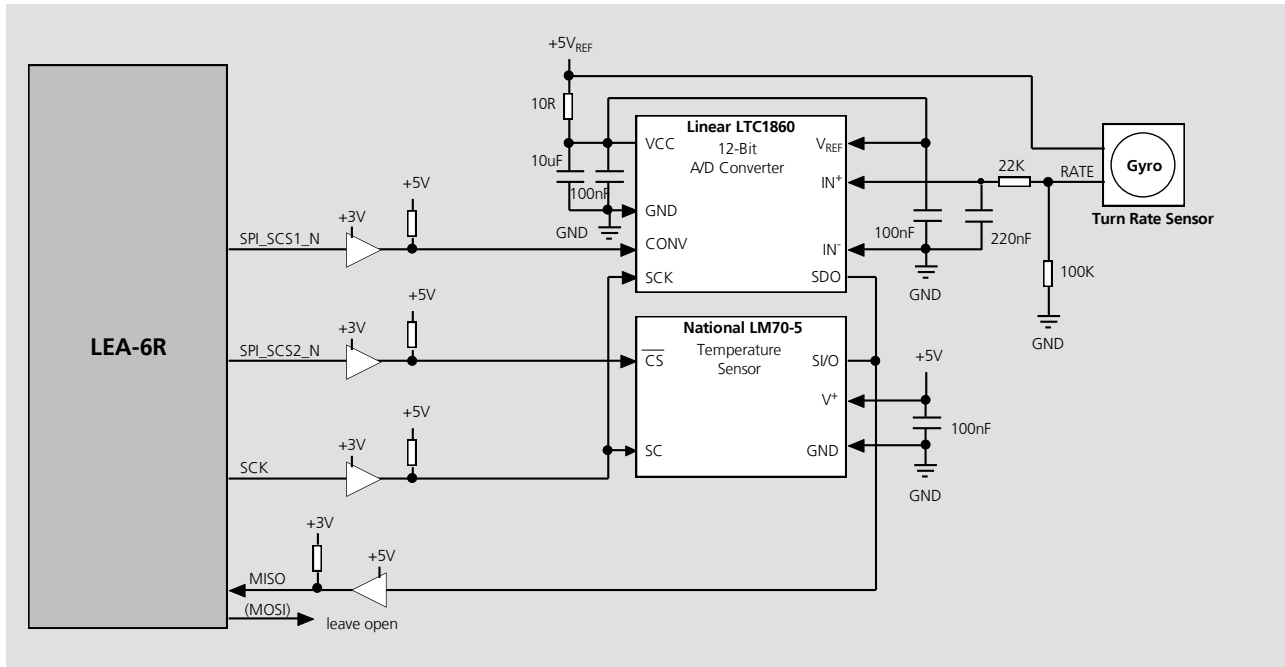 +5VREF
10R
Linear LTC1860
12-Bit
A/D Converter
VCC
VREF
10uF
100nF
IN+
22K
RATE
Gyro
Turn Rate Sensor
GND
GND
100nF
220nF
CONV
IN-
SCK
SDO
GND
100K
GND
+5V
+3V
SPI_SCS1_N
LEA-6R
+5V
+3V
SPI_SCS2_N
National LM70-5
Temperature
Sensor
CS
SI/O
V+
SC
GND
+5V
100nF
GND
+5V
+3V
SCK
+3V
+5V
MISO
(MOSI)
leave open